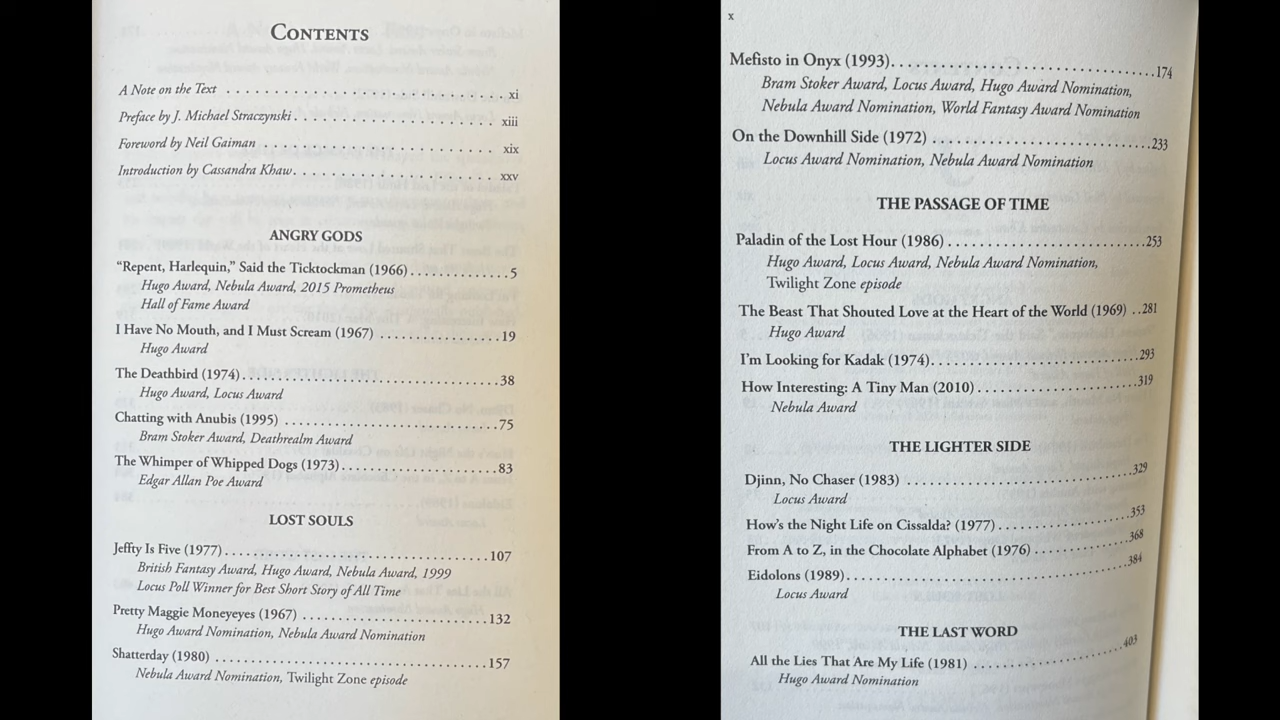 CONTENTS
A Note on the Text . . . . . . . . . . . . . . . . . . . . . . . . . . . xi
Preface by J. Michael Straczynski . . . . . . . . . . . . . . . . . . . xiii
Foreword by Neil Gaiman . . . . . . . . . . . . . . . . . . . . . . . xix
Introduction by Cassandra Khaw. . . . . . . . . . . . . . . . . . . . xxv
ANGRY GODS
“Repent, Harlequin,” Said the Ticktockman (1966) . . . . . . . . . . . . 5
Hugo Award, Nebula Award, 2015 Prometheus
Hall of Fame Award
I Have No Mouth, and I Must Scream (1967) . . . . . . . . . . . . . . 19
Hugo Award
The Deathbird (1974) . . . . . . . . . . . . . . . . . . . . . . . . . 38
Hugo Award, Locus Award
Chatting with Anubis (1995) . . . . . . . . . . . . . . . . . . . . . 75
Bram Stoker Award, Deathrealm Award
The Whimper of Whipped Dogs (1973) . . . . . . . . . . . . . . . . . 83
Edgar Allan Poe Award
LOST SOULS
Jeffty Is Five (1977) . . . . . . . . . . . . . . . . . . . . . . . . 107
British Fantasy Award, Hugo Award, Nebula Award, 1999
Locus Poll Winner for Best Short Story of All Time
Pretty Maggie Moneyeyes (1967) . . . . . . . . . . . . . . . . . . . 132
Hugo Award Nomination, Nebula Award Nomination
Shatterday (1980) . . . . . . . . . . . . . . . . . . . . . . . . . . 157
Nebula Award Nomination, Twilight Zone episode
x
Mefisto in Onyx (1993) . . . . . . . . . . . . . . . . . . . . . . . . 174
Bram Stoker Award, Locus Award, Hugo Award Nomination,
Nebula Award Nomination, World Fantasy Award Nomination
On the Downhill Side (1972) . . . . . . . . . . . . . . . . . . . . . 233
Locus Award Nomination, Nebula Award Nomination
THE PASSAGE OF TIME
Paladin of the Lost Hour (1986) . . . . . . . . . . . . . . . . . . . 253
Hugo Award, Locus Award, Nebula Award Nomination,
Twilight Zone episode
The Beast That Shouted Love at the Heart of the World (1969) . . 281
Hugo Award
I’m Looking for Kadak (1974) . . . . . . . . . . . . . . . . . . . . 293
How Interesting: A Tiny Man (2010) . . . . . . . . . . . . . . . . . 319
Nebula Award
THE LIGHTER SIDE
Djinn, No Chaser (1983) . . . . . . . . . . . . . . . . . . . . . . . 329
Locus Award
How’s the Night Life on Cissalda? (1977) . . . . . . . . . . . . . . 353
From A to Z, in the Chocolate Alphabet (1976) . . . . . . . . . . . 368
Eidolons (1989) . . . . . . . . . . . . . . . . . . . . . . . . . . . 384
Locus Award
THE LAST WORD
All the Lies That Are My Life (1981) . . . . . . . . . . . . . . . . 403
Hugo Award Nomination